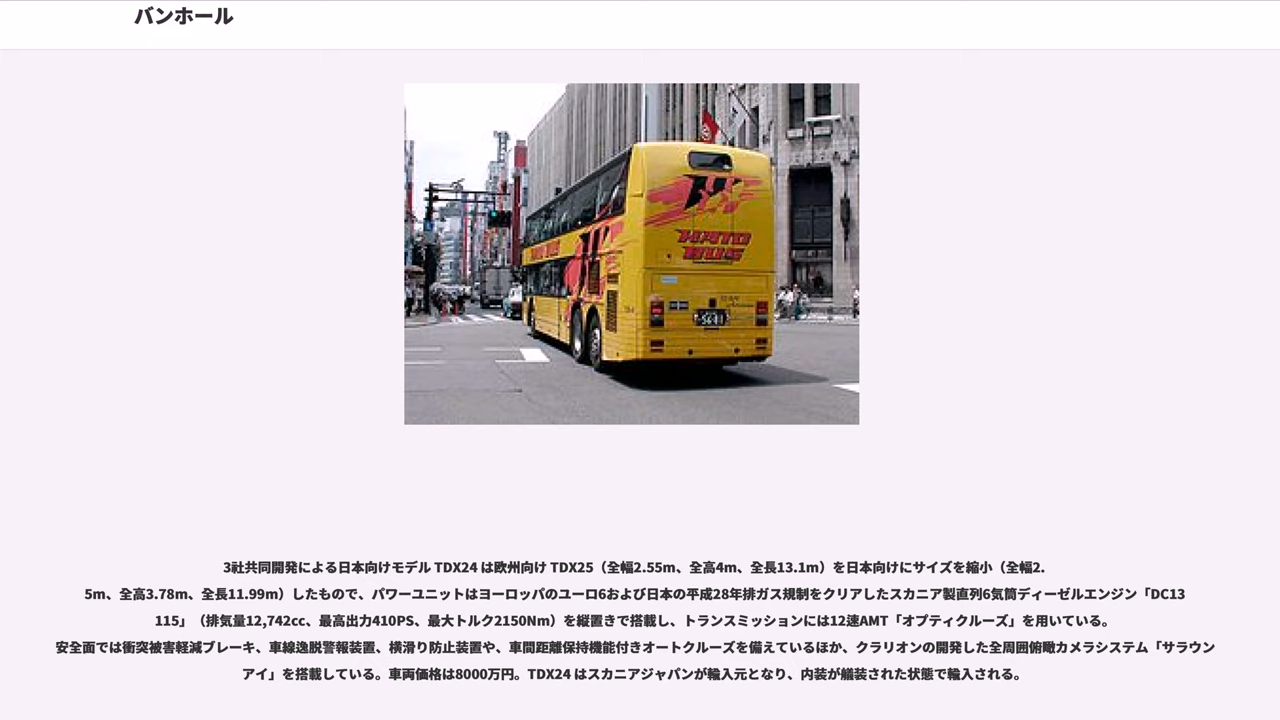 バンホール
HATO BUS
HATO
BUS
3社共同開発による日本向けモデル TDX24 は欧州向け TDX25（全幅2.55m、全高4m、全長13.1m）を日本向けにサイズを縮小（全幅2.
5m、全高3.78m、全長11.99m）したもので、パワーユニットはヨーロッパのユーロ6および日本の平成28年排ガス規制をクリアしたスカニア製直列6気筒ディーゼルエンジン「DC13
115」（排気量12,742cc、最高出力410PS、最大トルク2150Nm）を縦置きで搭載し、トランスミッションには12速AMT「オプティクルーズ」を用いている。
安全面では衝突被害軽減ブレーキ、車線逸脱警報装置、横滑り防止装置や、車間距離保持機能付きオートクルーズを備えているほか、クラリオンの開発した全周囲俯瞰カメラシステム「サラウン
アイ」を搭載している。車両価格は8000万円。TDX24 はスカニアジャパンが輸入元となり、内装が艤装された状態で輸入される。